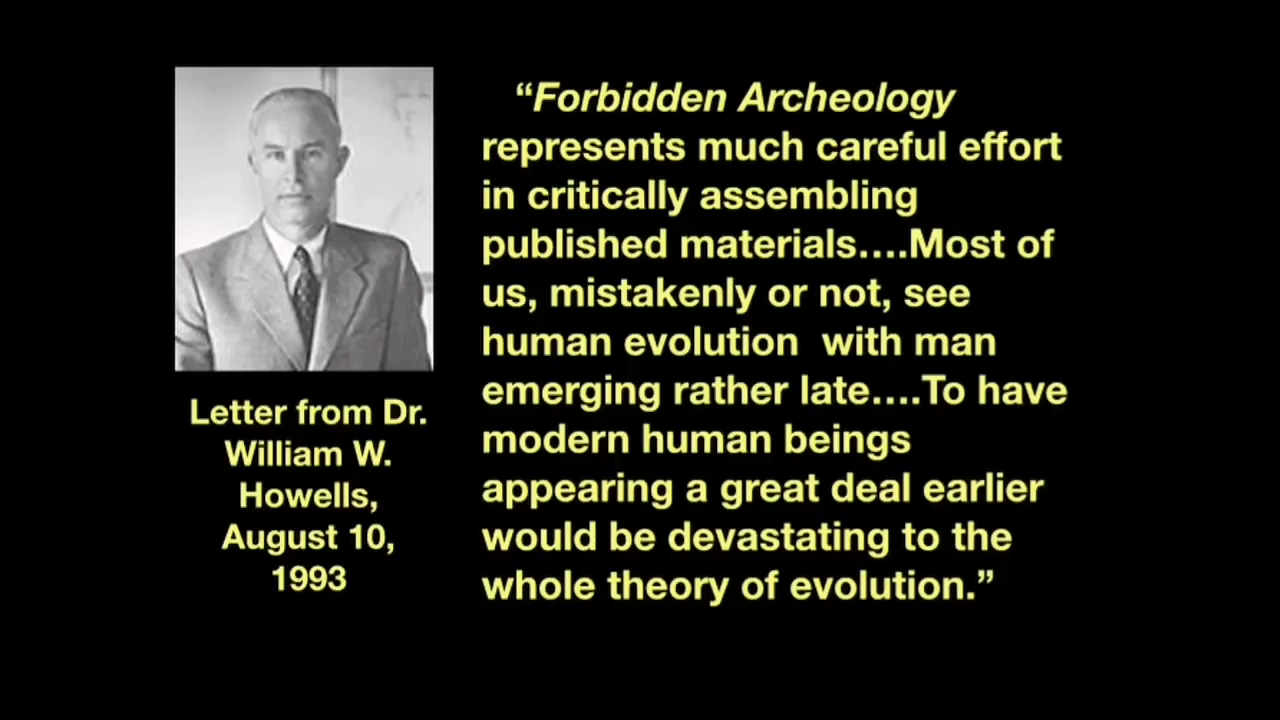 Letter from Dr.
William W.
Howells,
August 10,
1993
“Forbidden Archeology
represents much careful effort
in critically assembling
published materials....Most of
us, mistakenly or not, see
human evolution  with man
emerging rather late....To have
modern human beings
appearing a great deal earlier
would be devastating to the
whole theory of evolution.”